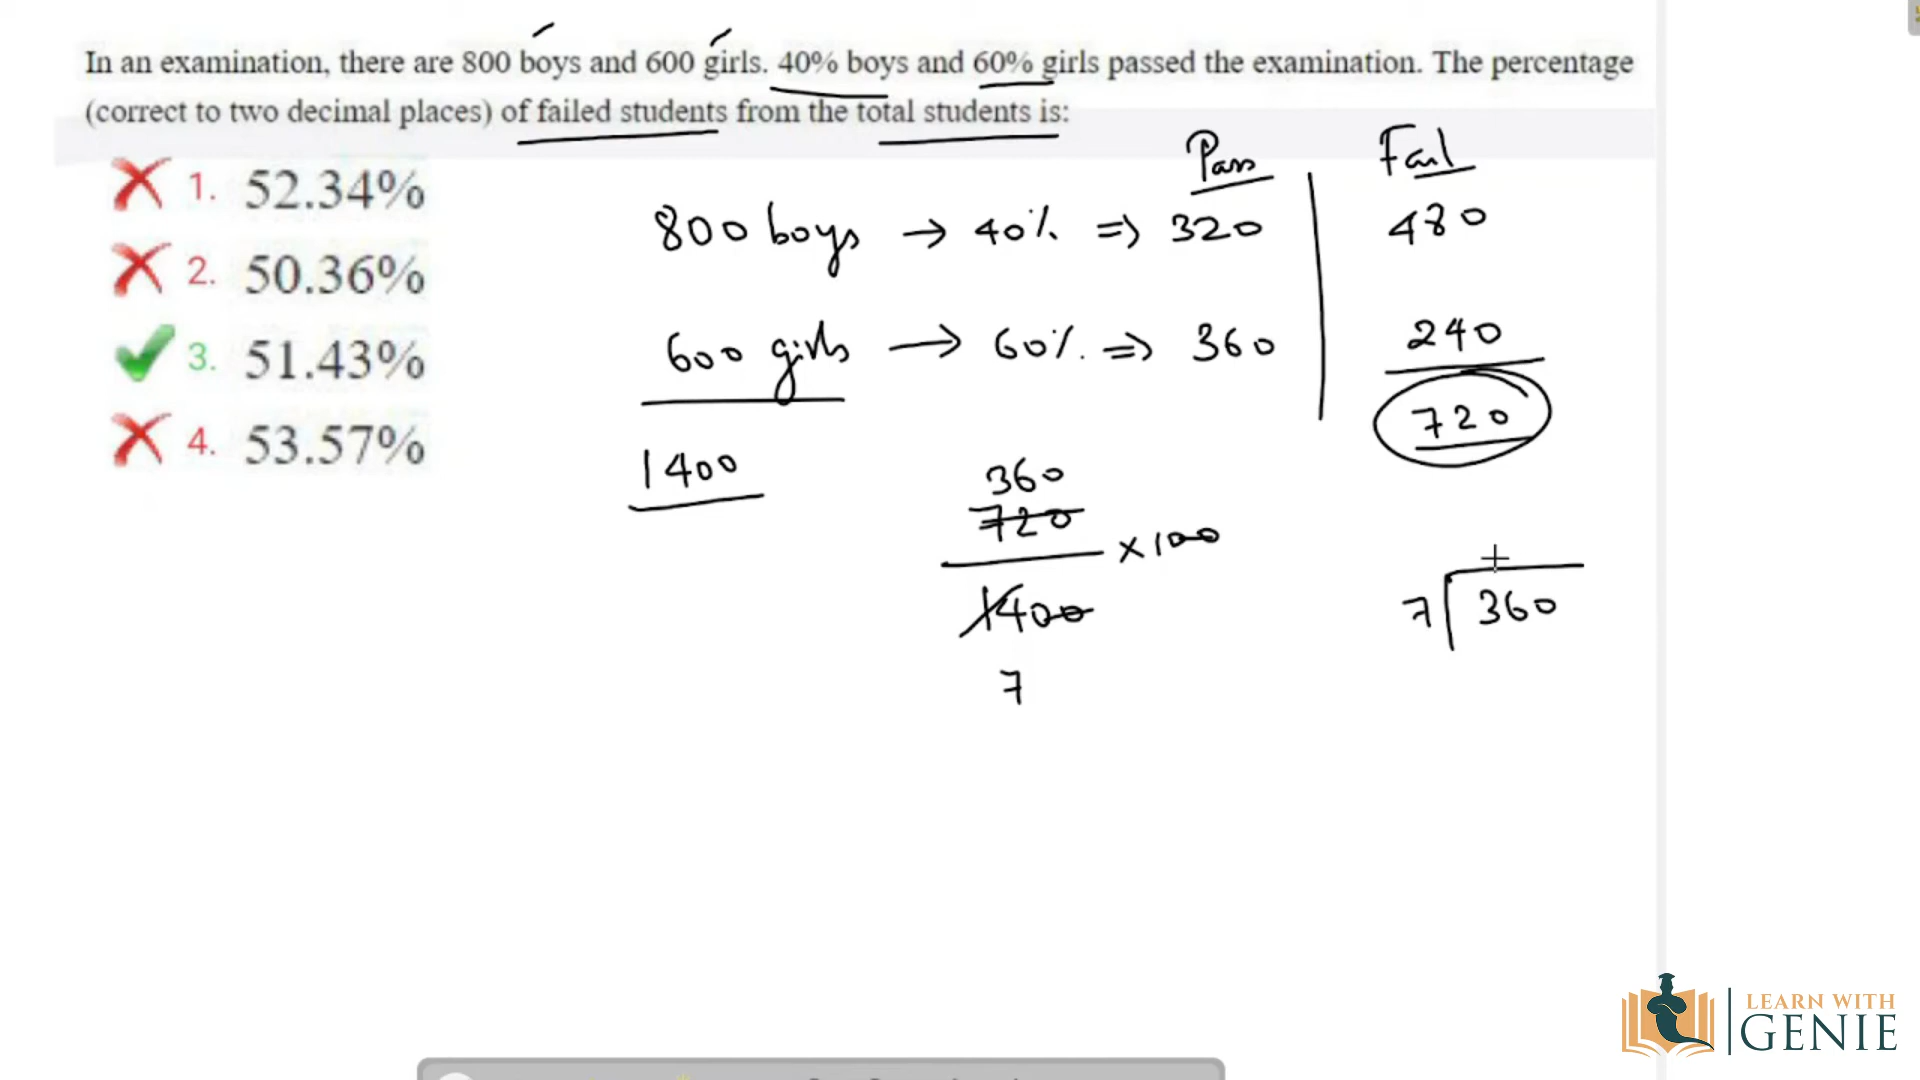 In an examination, there are 800 boys and 600 girls. 40% boys and 60% girls passed the examination. The percentage
(correct to two decimal places) of failed students from the total students is:
1. 52.34%
2. 50.36%
3. 51.43%
4. 53.57%
Pass Fail
800 boys → 40% ⇒ 320 480
600 girls → 60% ⇒ 360 240
1400 720
360
720
×100
1400
7
7 360
LEARN WITH
GENIE